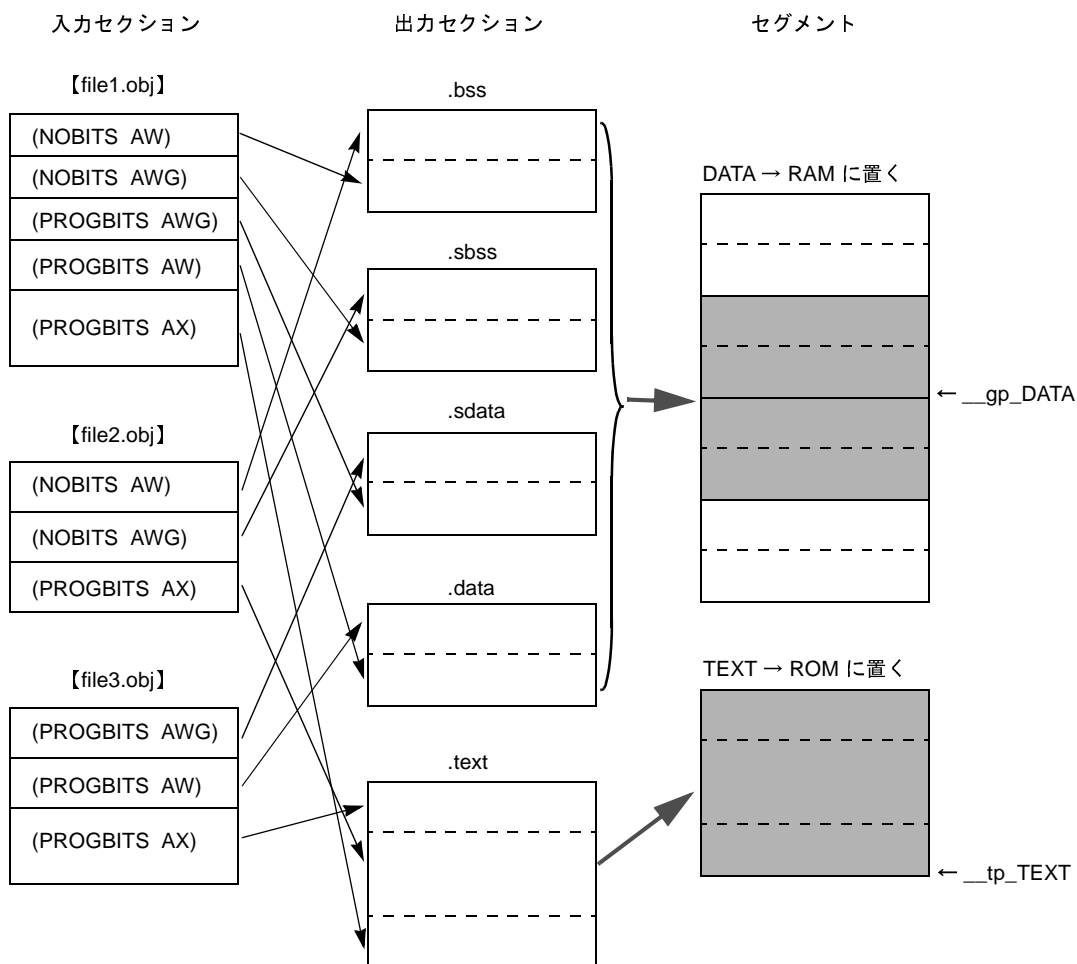 入力セクション
出力セクション
セグメント
【file1.obj】
(NOBITS AW)
(NOBITS AWG)
(PROGBITS AWG)
(PROGBITS AW)
(PROGBITS AX)
【file2.obj】
(NOBITS AW)
(NOBITS AWG)
(PROGBITS AX)
【file3.obj】
(PROGBITS AWG)
(PROGBITS AW)
(PROGBITS AX)
.bss
.sbss
.sdata
.data
.text
DATA → RAM に置く
← __gp_DATA
TEXT → ROM に置く
← __tp_TEXT